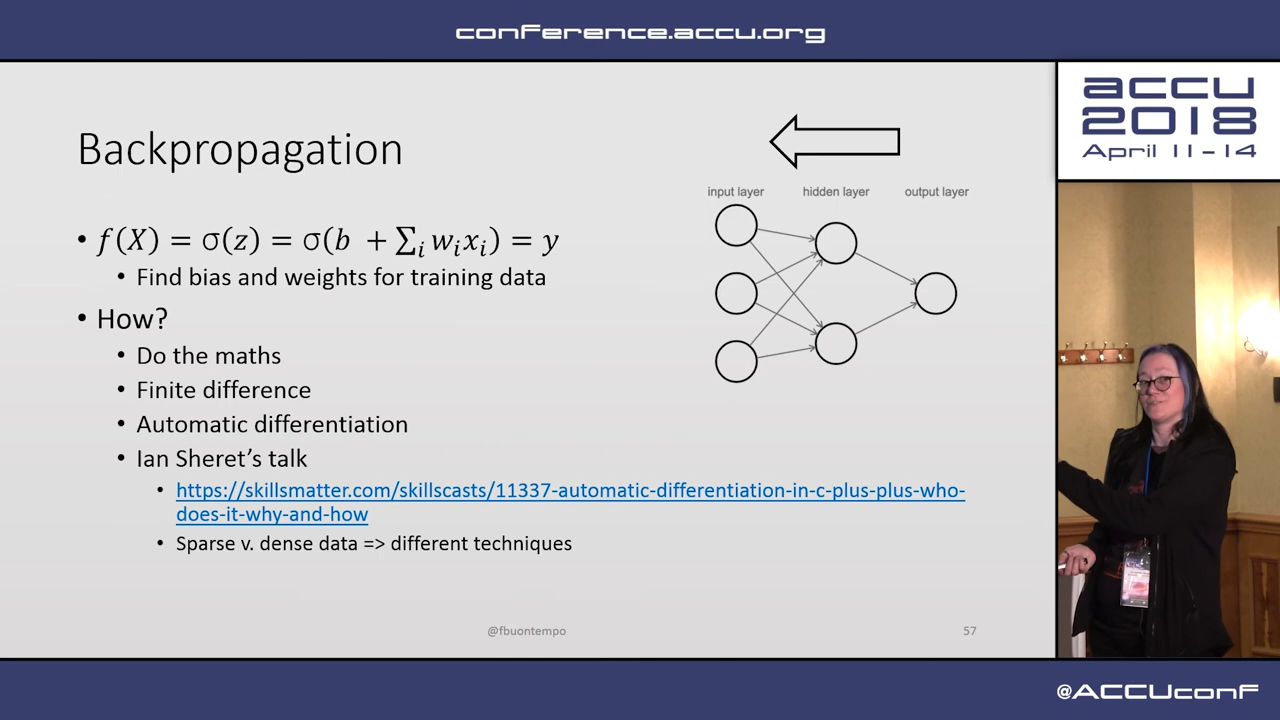 conference.accu.org
accu
2018
April 11-14
Backpropagation
input layer hidden layer output layer
• f(X) = σ(z) = σ(b + ∑ᵢ wᵢxᵢ) = y
• Find bias and weights for training data
• How?
• Do the maths
• Finite difference
• Automatic differentiation
• Ian Sheret’s talk
• https://skillsmatter.com/skillscasts/11337-automatic-differentiation-in-c-plus-plus-who-
does-it-why-and-how
• Sparse v. dense data => different techniques
@fbuontempo
57
@ACCUconf